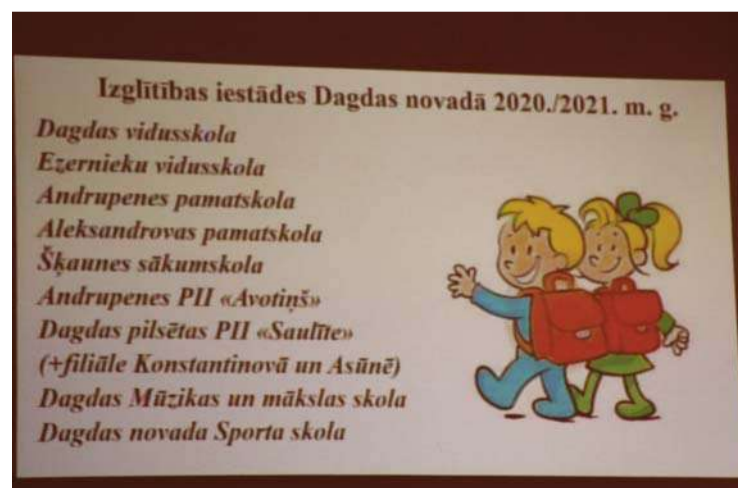 Izglītības iestādes Dagdas novadā 2020./2021. m. g.
Dagdas vidusskola
Ezernieku vidusskola
Andrupenes pamatskola
Aleksandrovas pamatskola
Šķaunes sākumskola
Andrupenes PII «Avotiņš»
Dagdas pilsētas PII «Saulīte»
(+filiāle Konstantinovā un Asūnē)
Dagdas Mūzikas un mākslas skola
Dagdas novada Sporta skola